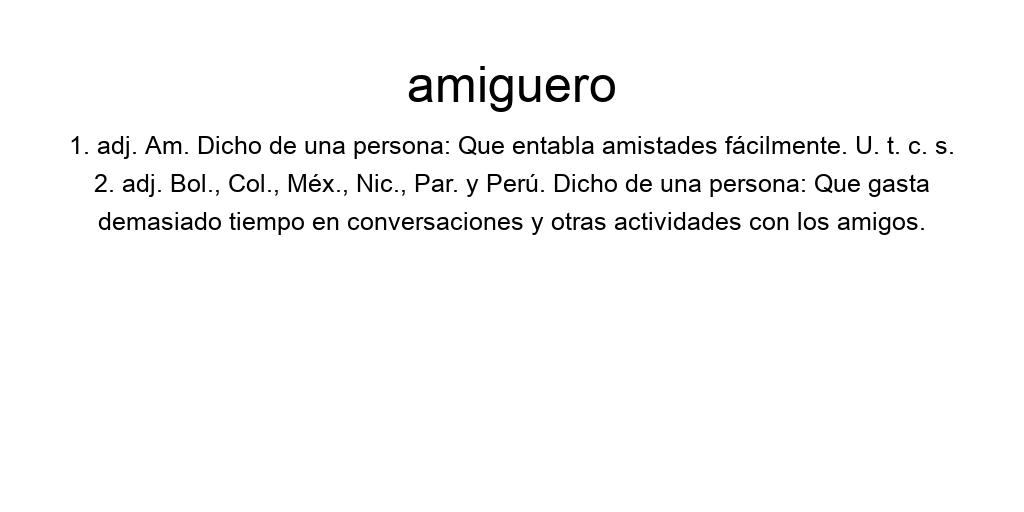 amiguero
1. adj. Am. Dicho de una persona: Que entabla amistades fácilmente. U. t. c. s.
2. adj. Bol., Col., Méx., Nic., Par. y Perú. Dicho de una persona: Que gasta
demasiado tiempo en conversaciones y otras actividades con los amigos.